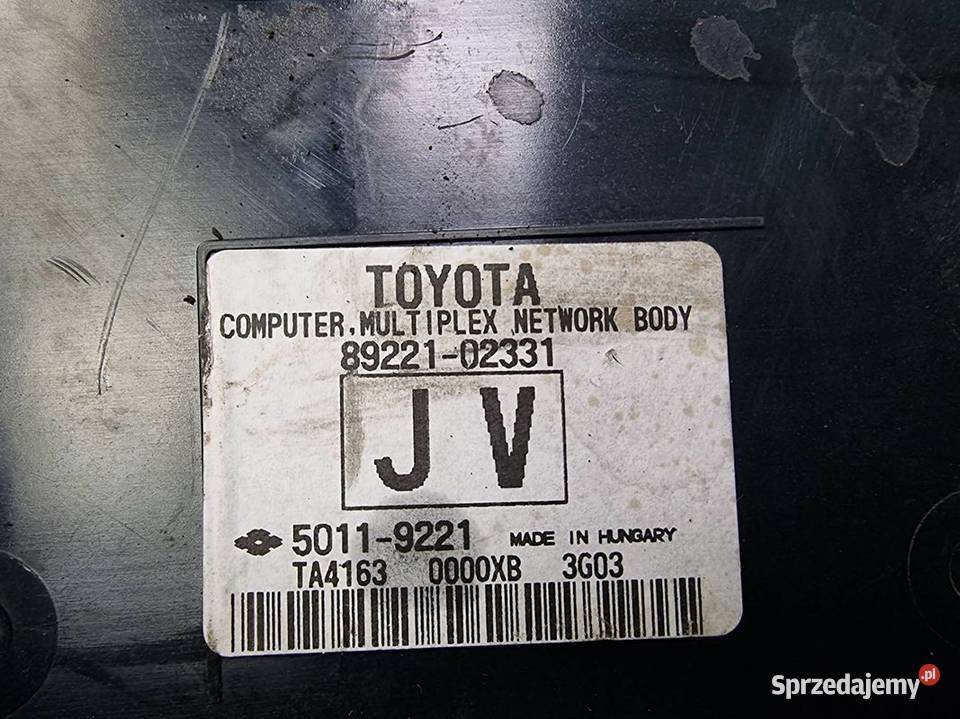 TOYOTA
COMPUTER,MULTIPLEX NETWORK BODY
89221-02331
JV
5011-9221 MADE IN HUNGARY
TA4163 0000XB 3G03
Sprzedajemy.pl